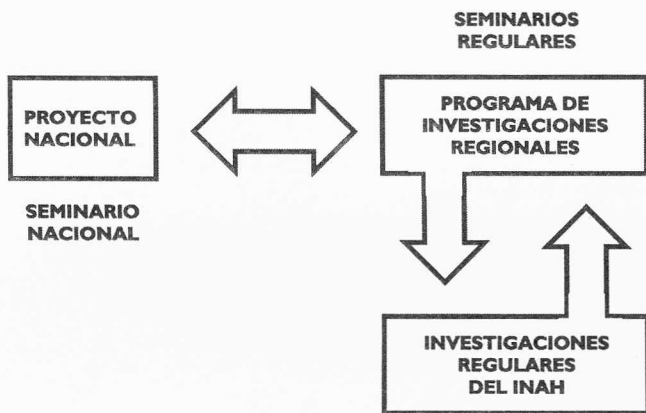 SEMINARIOS
REGULARES
PROYECTO
NACIONAL
PROGRAMA DE
INVESTIGACIONES
REGIONALES
SEMINARIO
NACIONAL
INVESTIGACIONES
REGULARES
DEL INAH